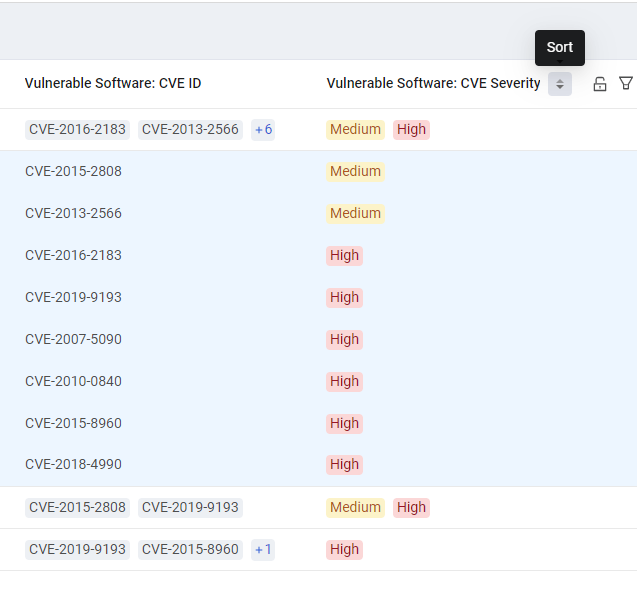 Sort
Vulnerable Software: CVE ID Vulnerable Software: CVE Severity
CVE-2016-2183 CVE-2013-2566 +6 Medium High
CVE-2015-2808 Medium
CVE-2013-2566 Medium
CVE-2016-2183 High
CVE-2019-9193 High
CVE-2007-5090 High
CVE-2010-0840 High
CVE-2015-8960 High
CVE-2018-4990 High
CVE-2015-2808 CVE-2019-9193 Medium High
CVE-2019-9193 CVE-2015-8960 +1 High